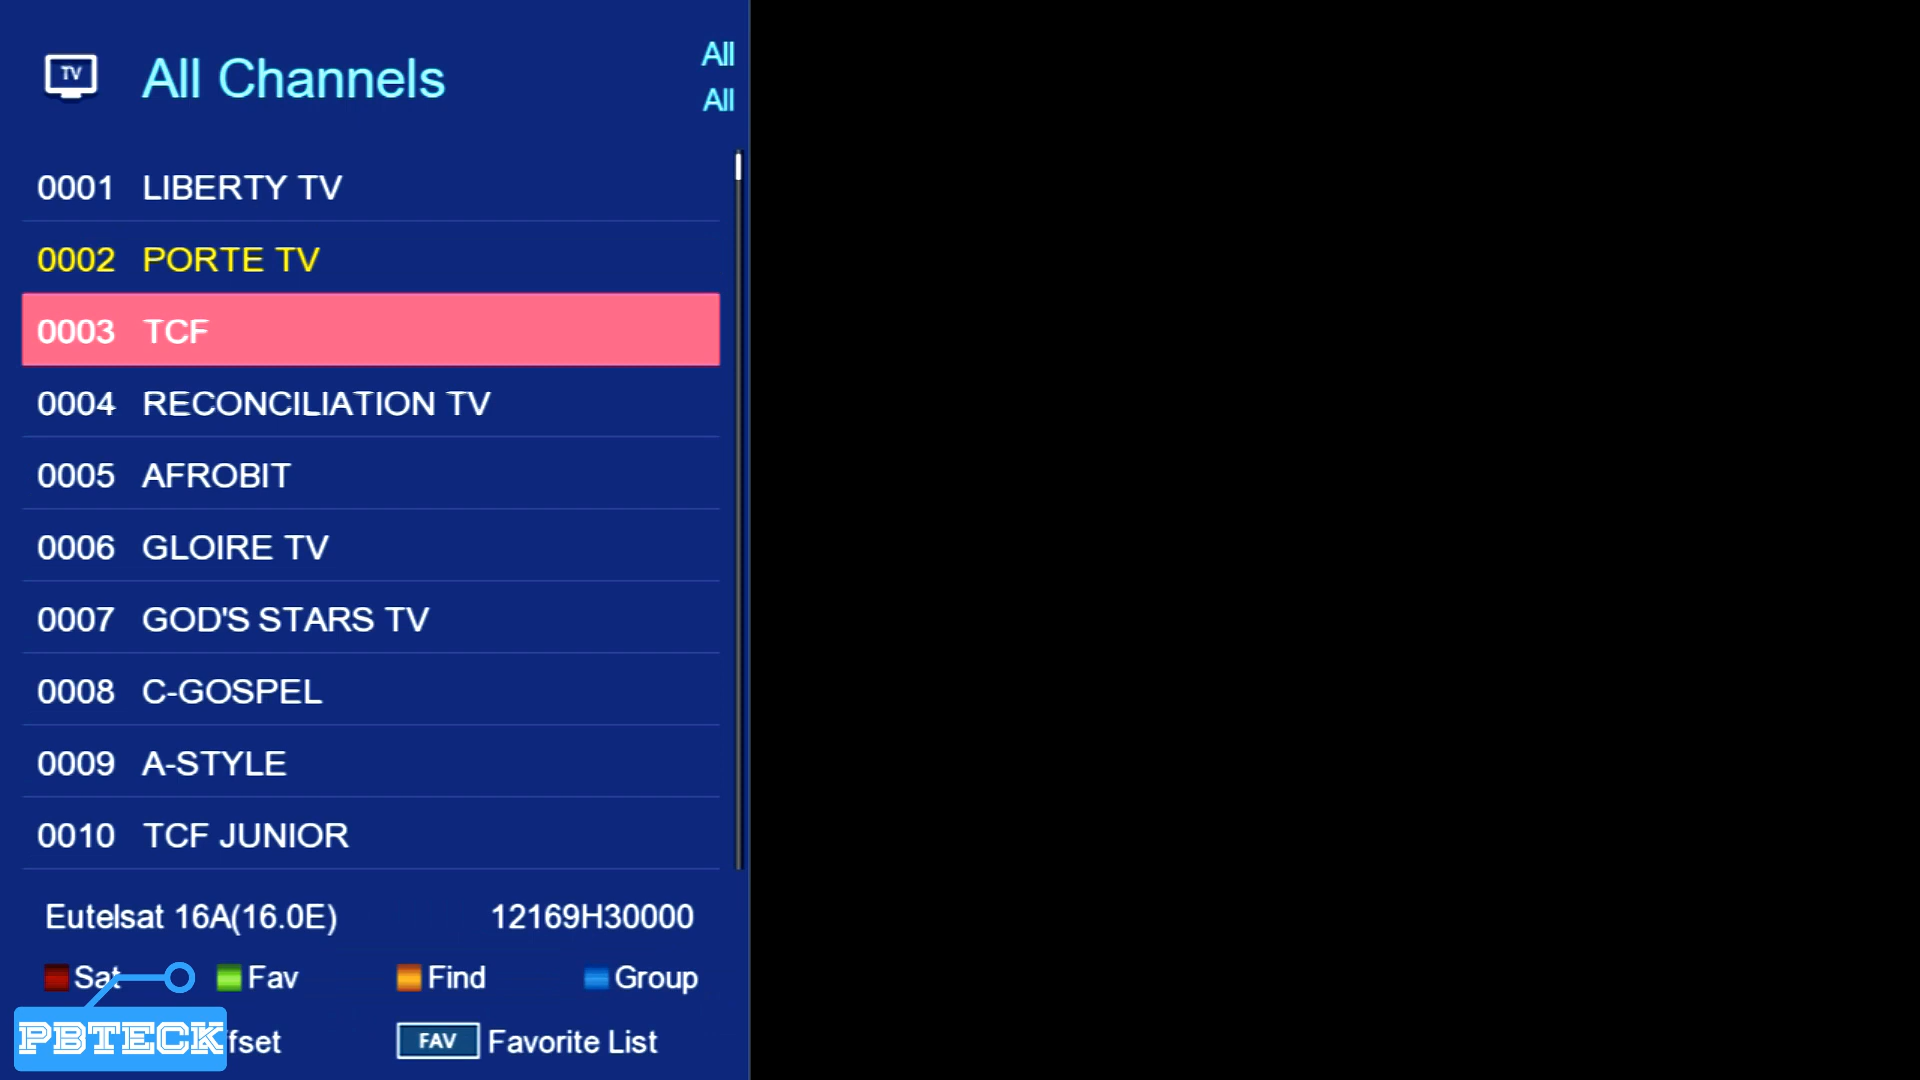 TV All Channels
All
All
0001 LIBERTY TV
0002 PORTE TV
0003 TCF
0004 RECONCILIATION TV
0005 AFROBIT
0006 GLOIRE TV
0007 GOD'S STARS TV
0008 C-GOSPEL
0009 A-STYLE
0010 TCF JUNIOR
Eutelsat 16A(16.0E) 12169H30000
Sat Fav Find Group
PBTECK fset FAV Favorite List